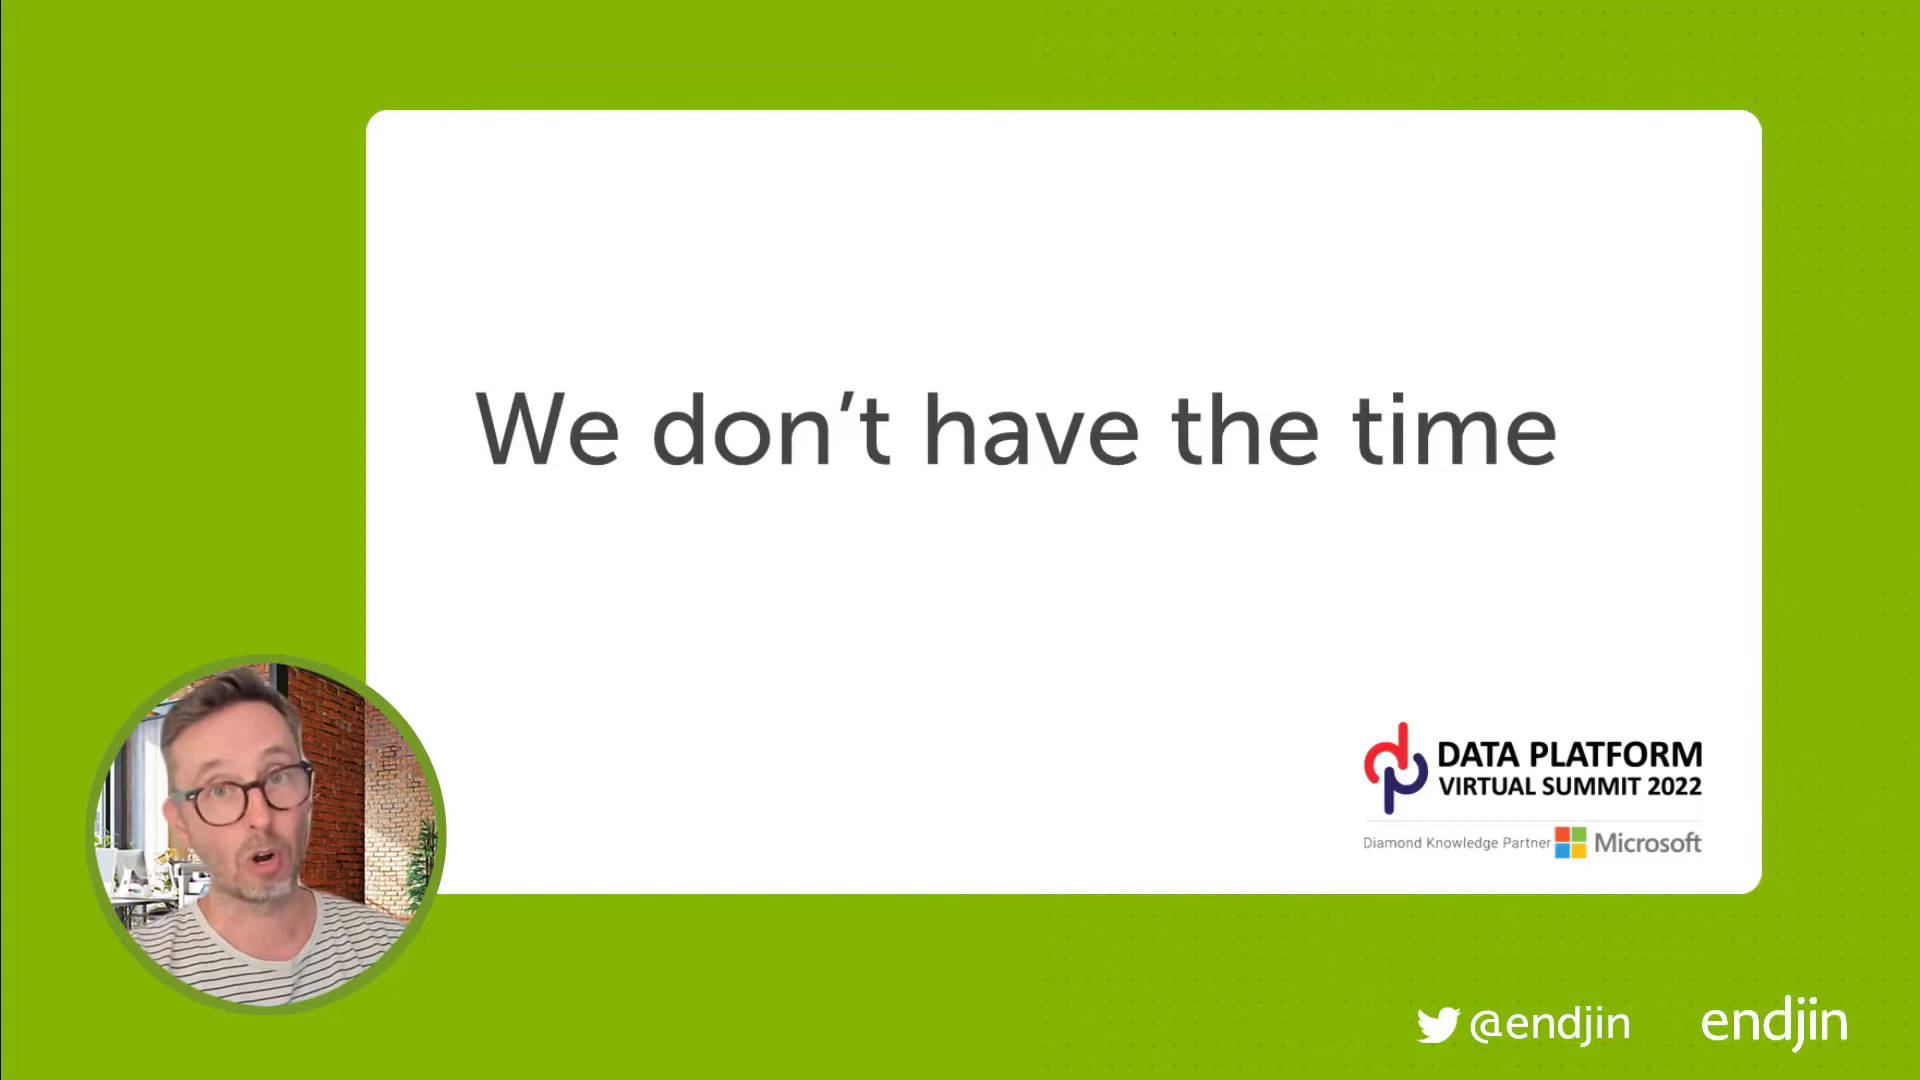 We don’t have the time
DATA PLATFORM
VIRTUAL SUMMIT 2022
Diamond Knowledge Partner Microsoft
@endjin endjin